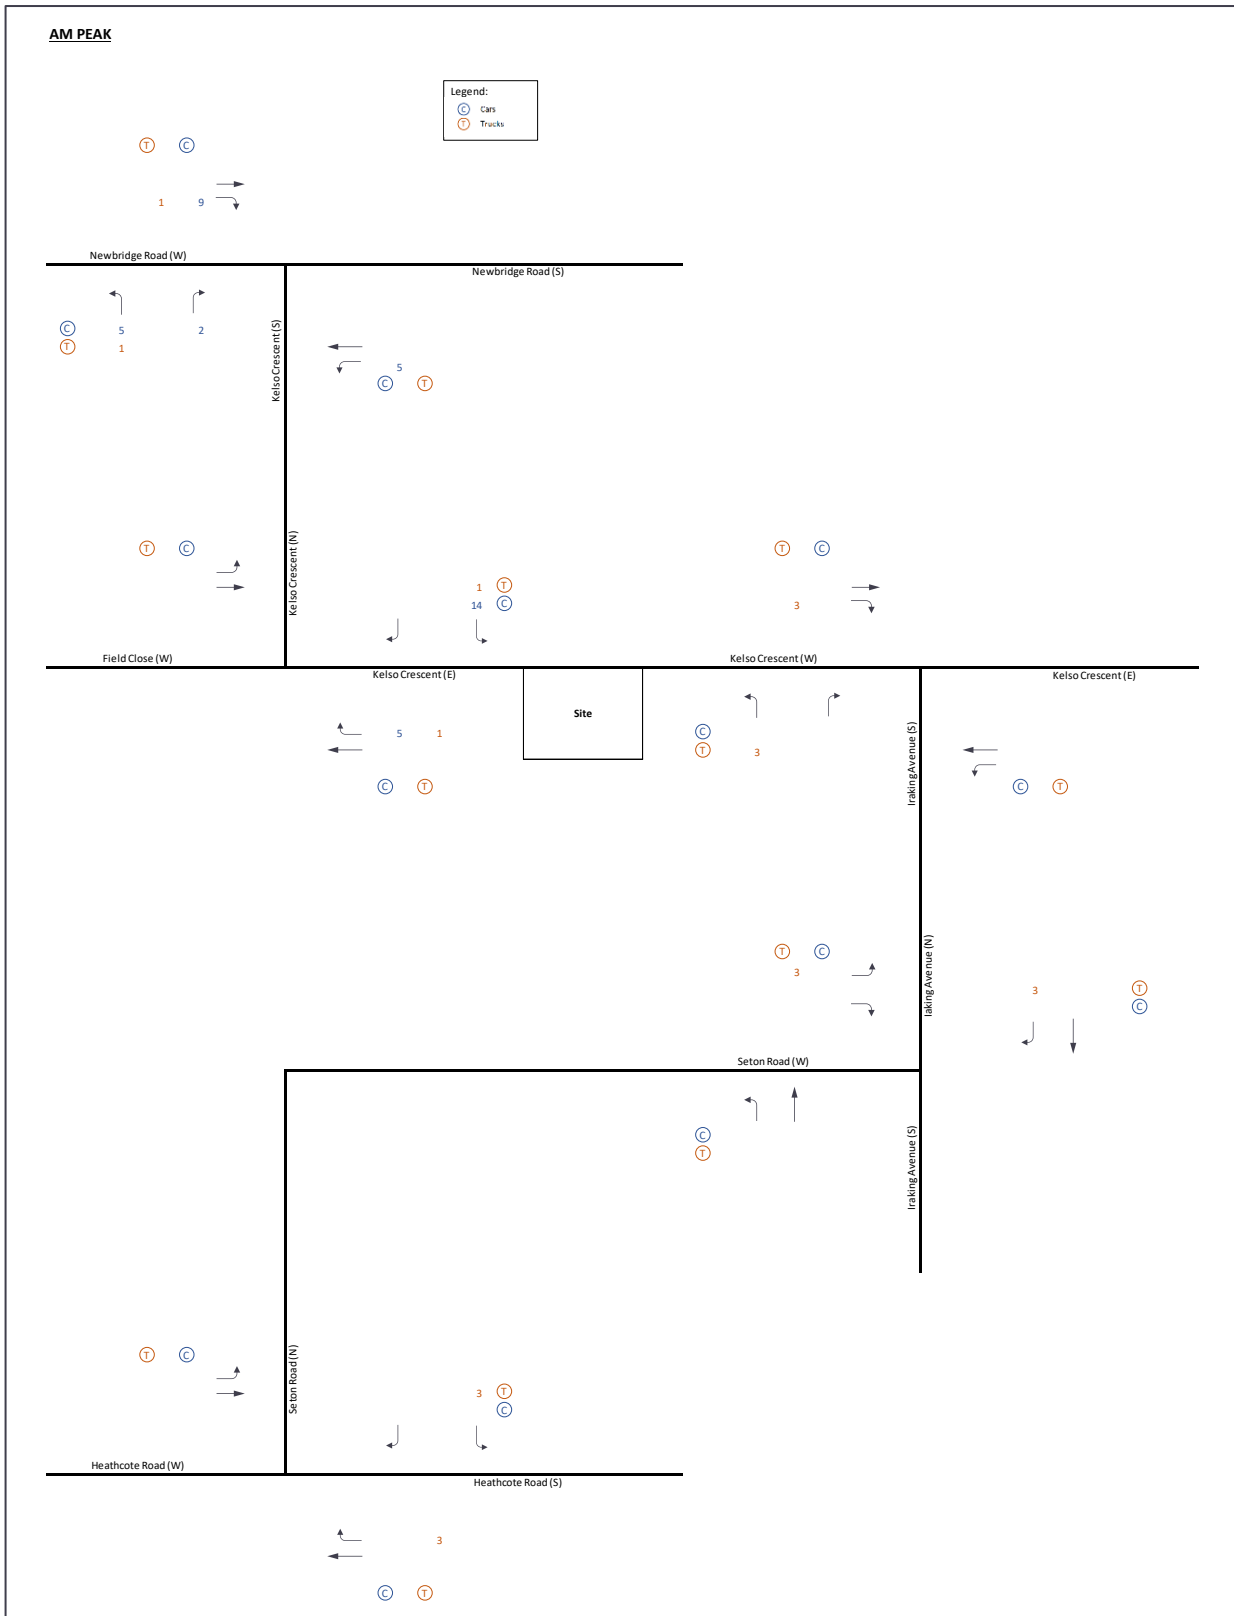 AM PEAK
Legend:
C Cars
T Trucks
T C
1 9
Newbridge Road (W)
Newbridge Road (S)
C 5 2
T 1
Kelso Crescent (S)
5
C T
T C
Kelso Crescent (N)
1 T
14 C
T C
3
Field Close (W)
Kelso Crescent (E)
Kelso Crescent (W)
Kelso Crescent (E)
Site
5 1
C T
C
T 3
Iraking Avenue (S)
C T
T C
3
Iaking Avenue (N)
3 T
C
Seton Road (W)
C
T
Iraking Avenue (S)
T C
Seton Road (N)
3 T
C
Heathcote Road (W)
Heathcote Road (S)
3
C T